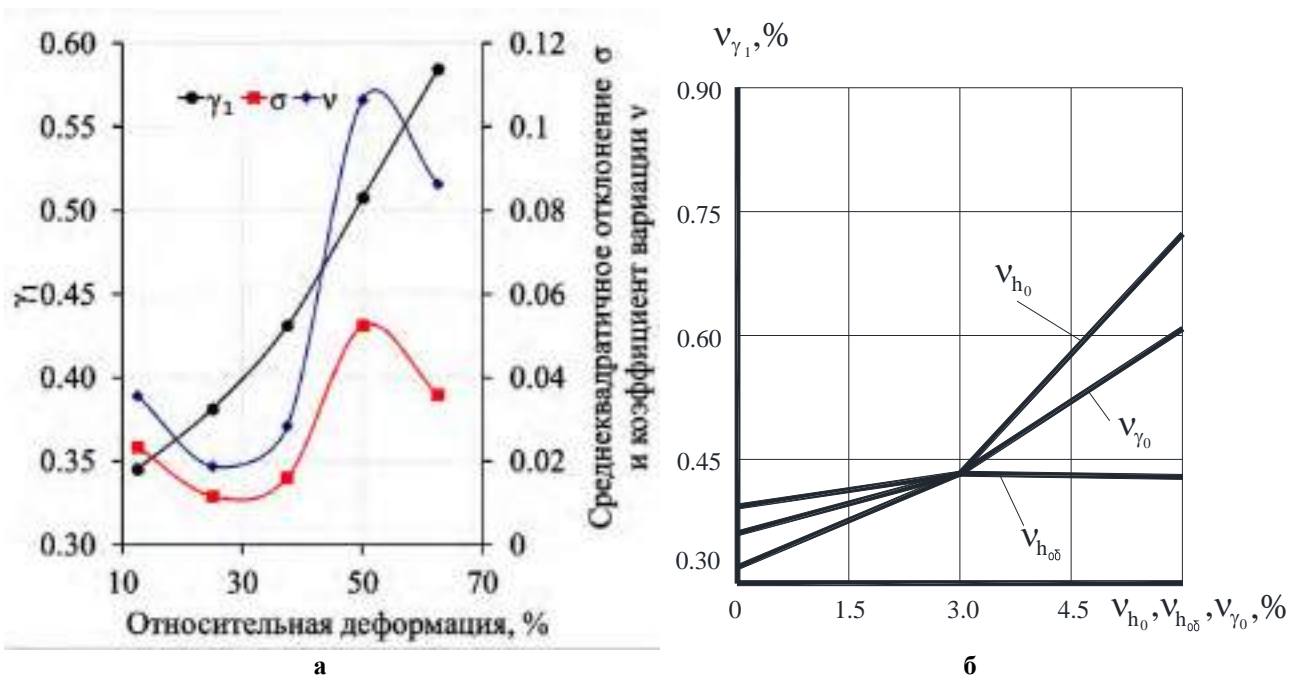 0.60
0.55
0.50
0.45
0.40
0.35
0.30
γ₁
γ₁ σ ν
0.12
0.1
0.08
0.06
0.04
0.02
0
Среднеквадратичное отклонение σ
и коэффициент вариации ν
10 30 50 70
Относительная деформация, %
а
ν_γ₁,%
0.90
0.75
0.60
0.45
0.30
ν_h₀
ν_γ₀
ν_h₀δ
0 1.5 3.0 4.5 ν_h₀,ν_h₀δ,ν_γ₀,%
б